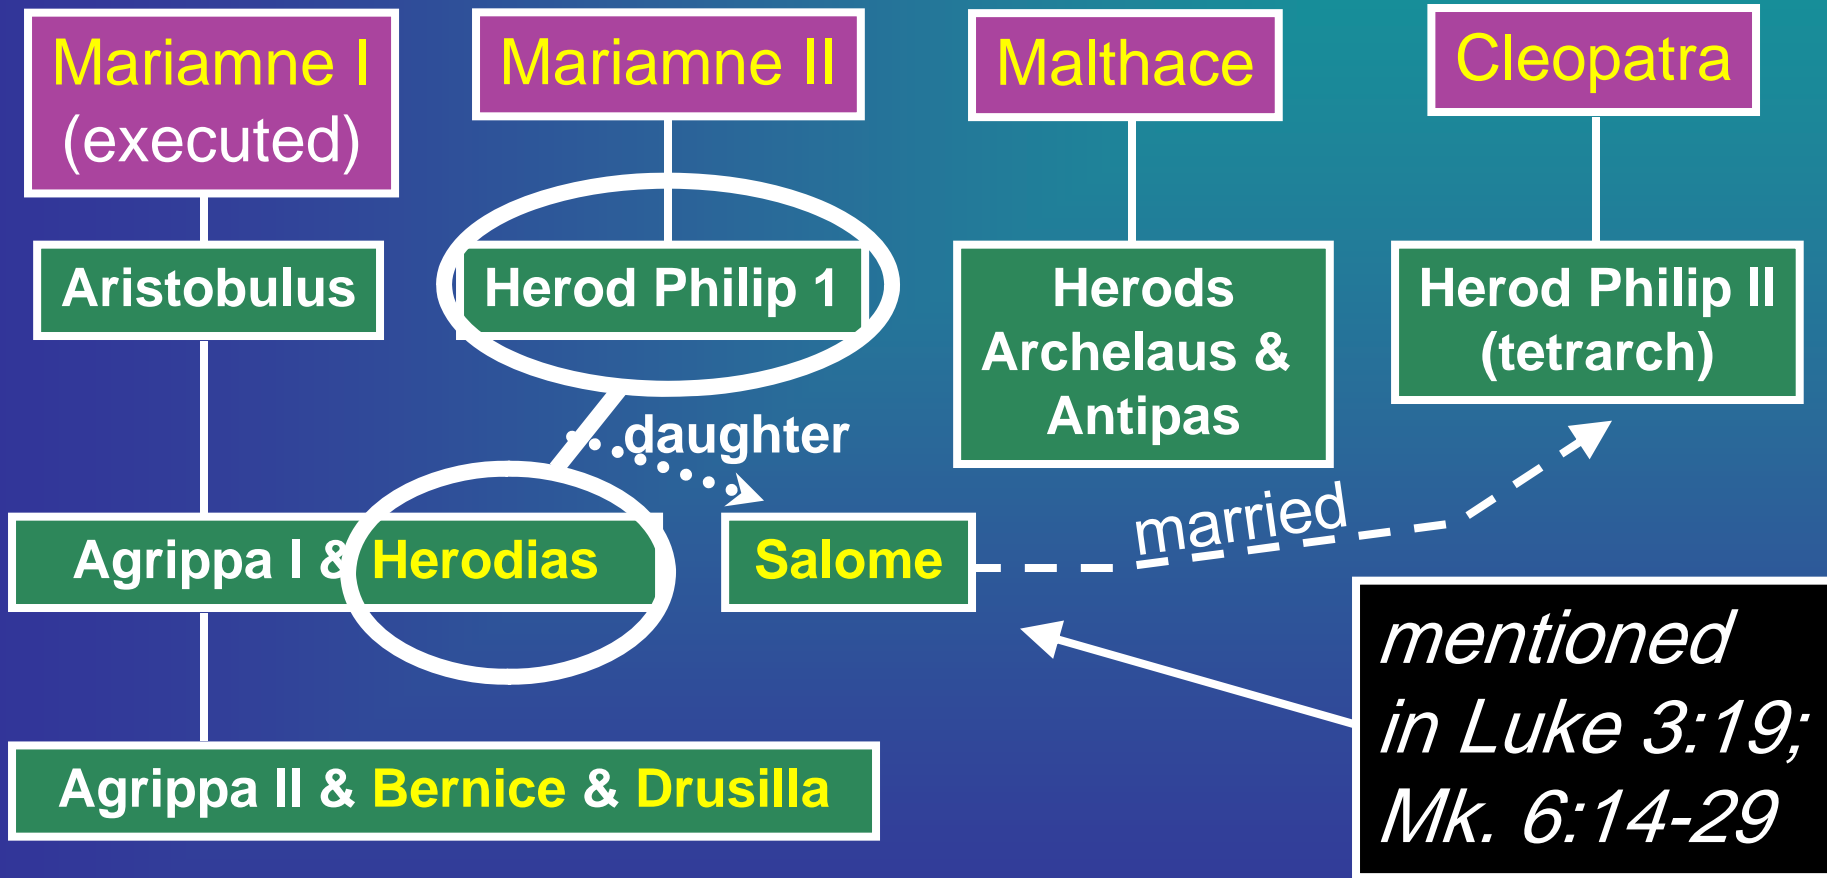 Mariamne I
(executed)
Mariamne II
Malthace
Cleopatra
Aristobulus
Herod Philip 1
Herods
Archelaus &
Antipas
Herod Philip II
(tetrarch)
daughter
Agrippa I & Herodias
Salome
married
Agrippa II & Bernice & Drusilla
mentioned
in Luke 3:19;
Mk. 6:14-29